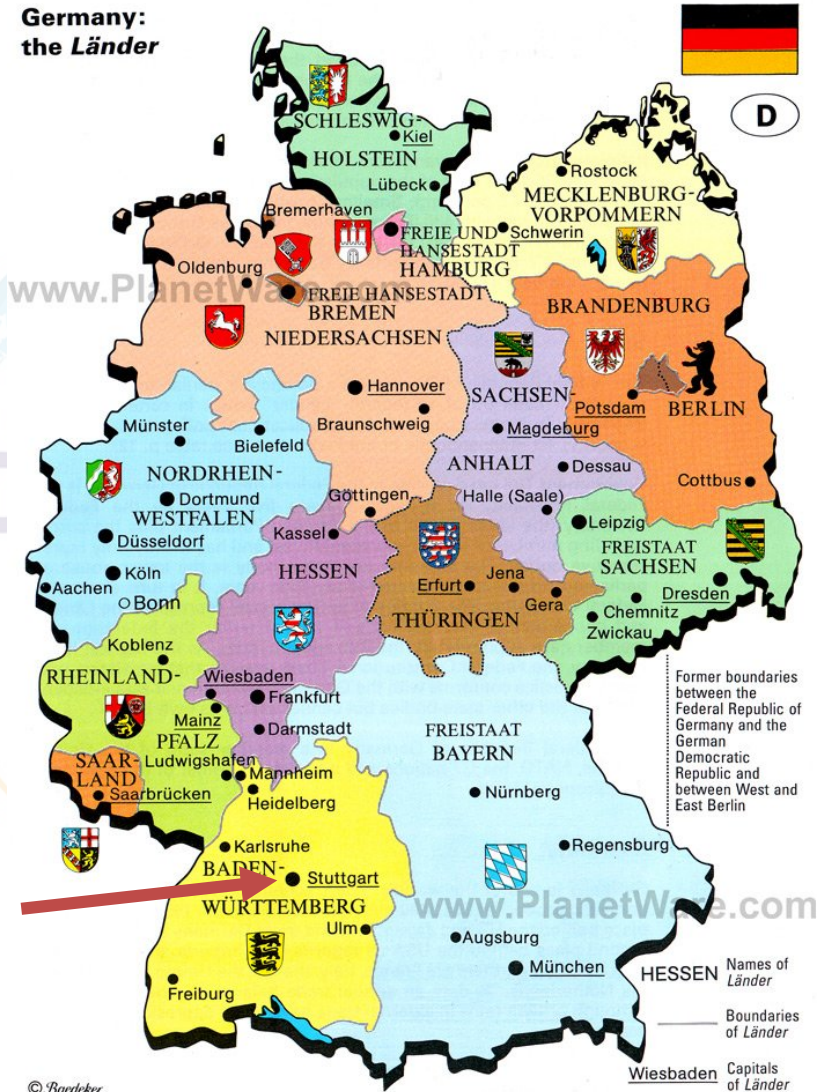 Germany:
the Länder
D
SCHLESWIG-
Kiel
HOLSTEIN
Lübeck
Rostock
MECKLENBURG-
VORPOMMERN
Schwerin
Bremerhaven
FREIE UND
HANSESTADT
HAMBURG
Oldenburg
www.PlanetWare.com
FREIE HANSESTADT
BREMEN
NIEDERSACHSEN
BRANDENBURG
Hannover
Braunschweig
SACHSEN-
Potsdam
BERLIN
Magdeburg
ANHALT
Dessau
Cottbus
Halle (Saale)
Münster
Bielefeld
NORDRHEIN-
Dortmund
WESTFALEN
Göttingen
Düsseldorf
Kassel
Leipzig
FREISTAAT
SACHSEN
Dresden
Köln
HESSEN
Aachen
Bonn
Erfurt
Jena
Gera
THÜRINGEN
Chemnitz
Zwickau
Koblenz
RHEINLAND-
Wiesbaden
Frankfurt
Mainz
PFALZ
Darmstadt
FREISTAAT
BAYERN
Former boundaries
between the
Federal Republic of
Germany and the
German
Democratic
Republic and
between West and
East Berlin
SAAR-
LAND
Ludwigshafen
Mannheim
Saarbrücken
Heidelberg
Nürnberg
Karlsruhe
Regensburg
BADEN-
Stuttgart
WÜRTTEMBERG
www.PlanetWare.com
Ulm
Augsburg
München
Freiburg
HESSEN
Names of
Länder
Boundaries
of Länder
Wiesbaden
Capitals
of Länder
© Baedeker